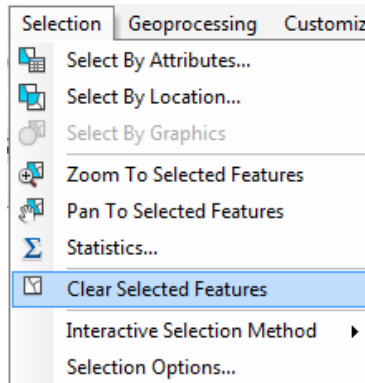 Selection Geoprocessing Customiz
Select By Attributes...
Select By Location...
Select By Graphics
Zoom To Selected Features
Pan To Selected Features
Σ Statistics...
Clear Selected Features
Interactive Selection Method
Selection Options...